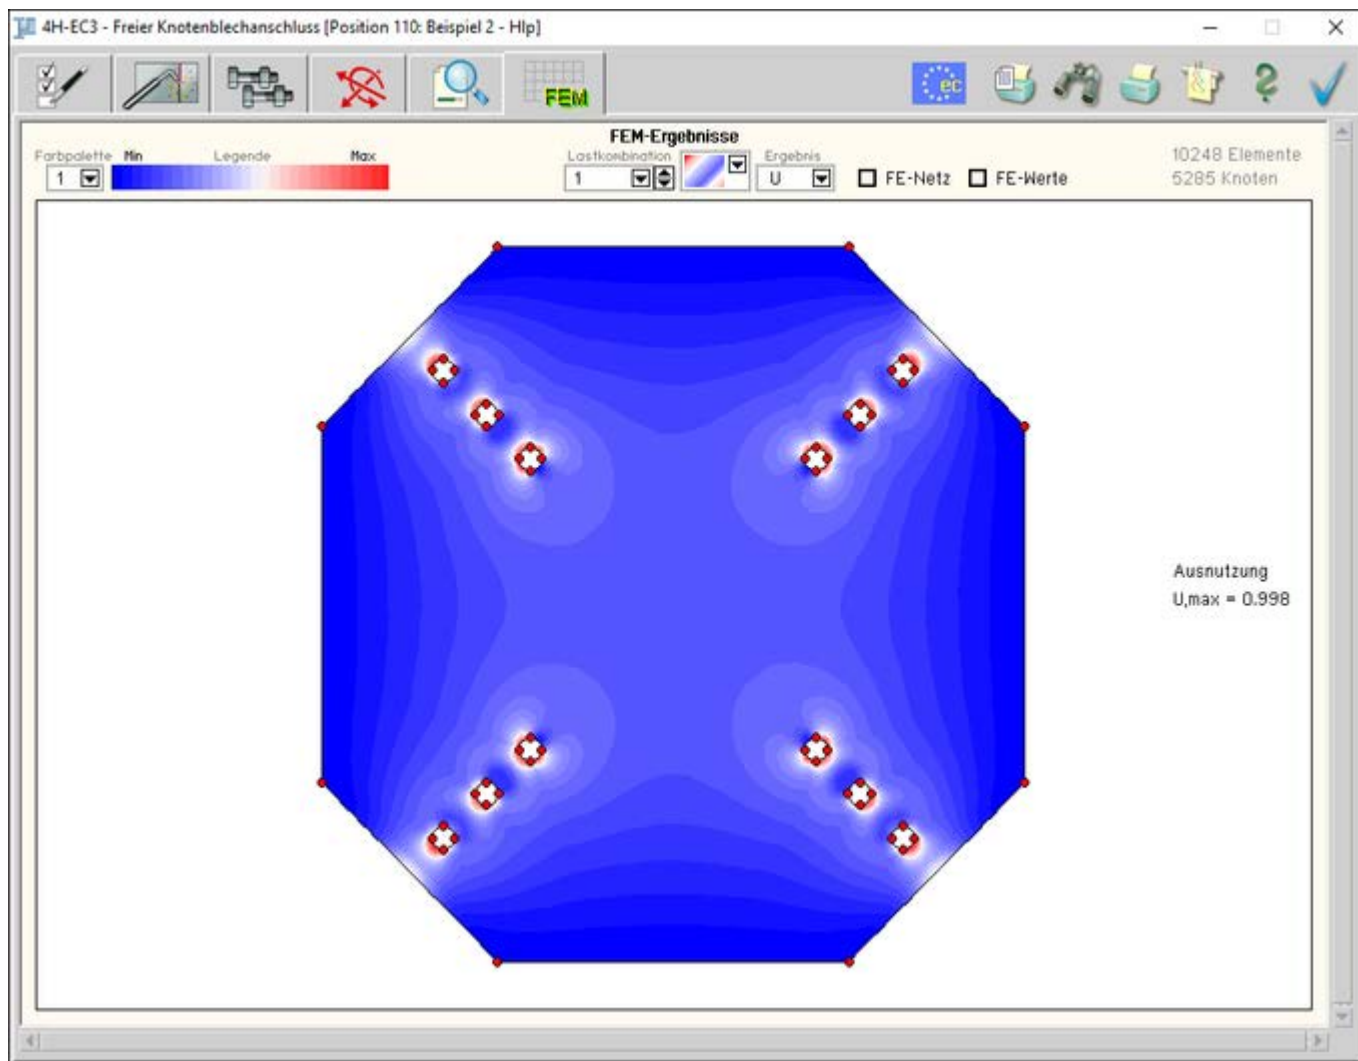 4H-EC3 - Freier Knotenblechanschluss [Position 110: Beispiel 2 - Hlp]
FEM
ec
FEM-Ergebnisse
Farbpalette Min Legende Max
Lastkombination Ergebnis
10248 Elemente
1
1 U FE-Netz FE-Werte
5285 Knoten
Ausnutzung
U,max = 0.998